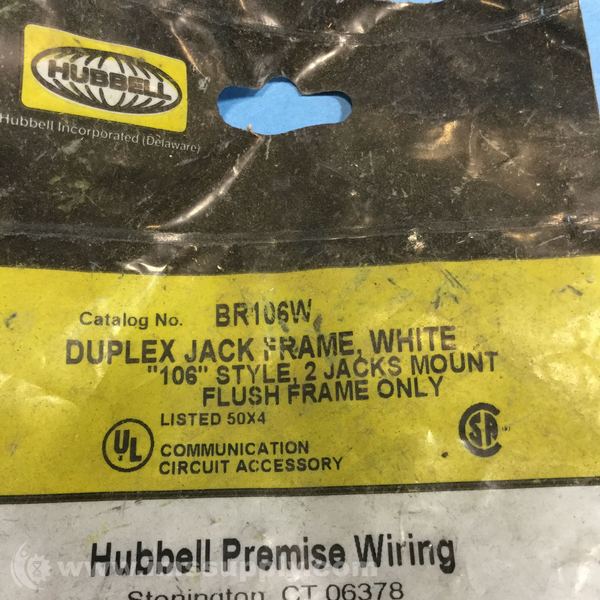 HUBBELL
Hubbell Incorporated (Delaware)
Catalog No. BR106W
DUPLEX JACK FRAME, WHITE
"106" STYLE, 2 JACKS MOUNT
FLUSH FRAME ONLY
UL
LISTED 50X4
COMMUNICATION
CIRCUIT ACCESSORY
SA
Hubbell Premise Wiring
Stonington, CT 06378